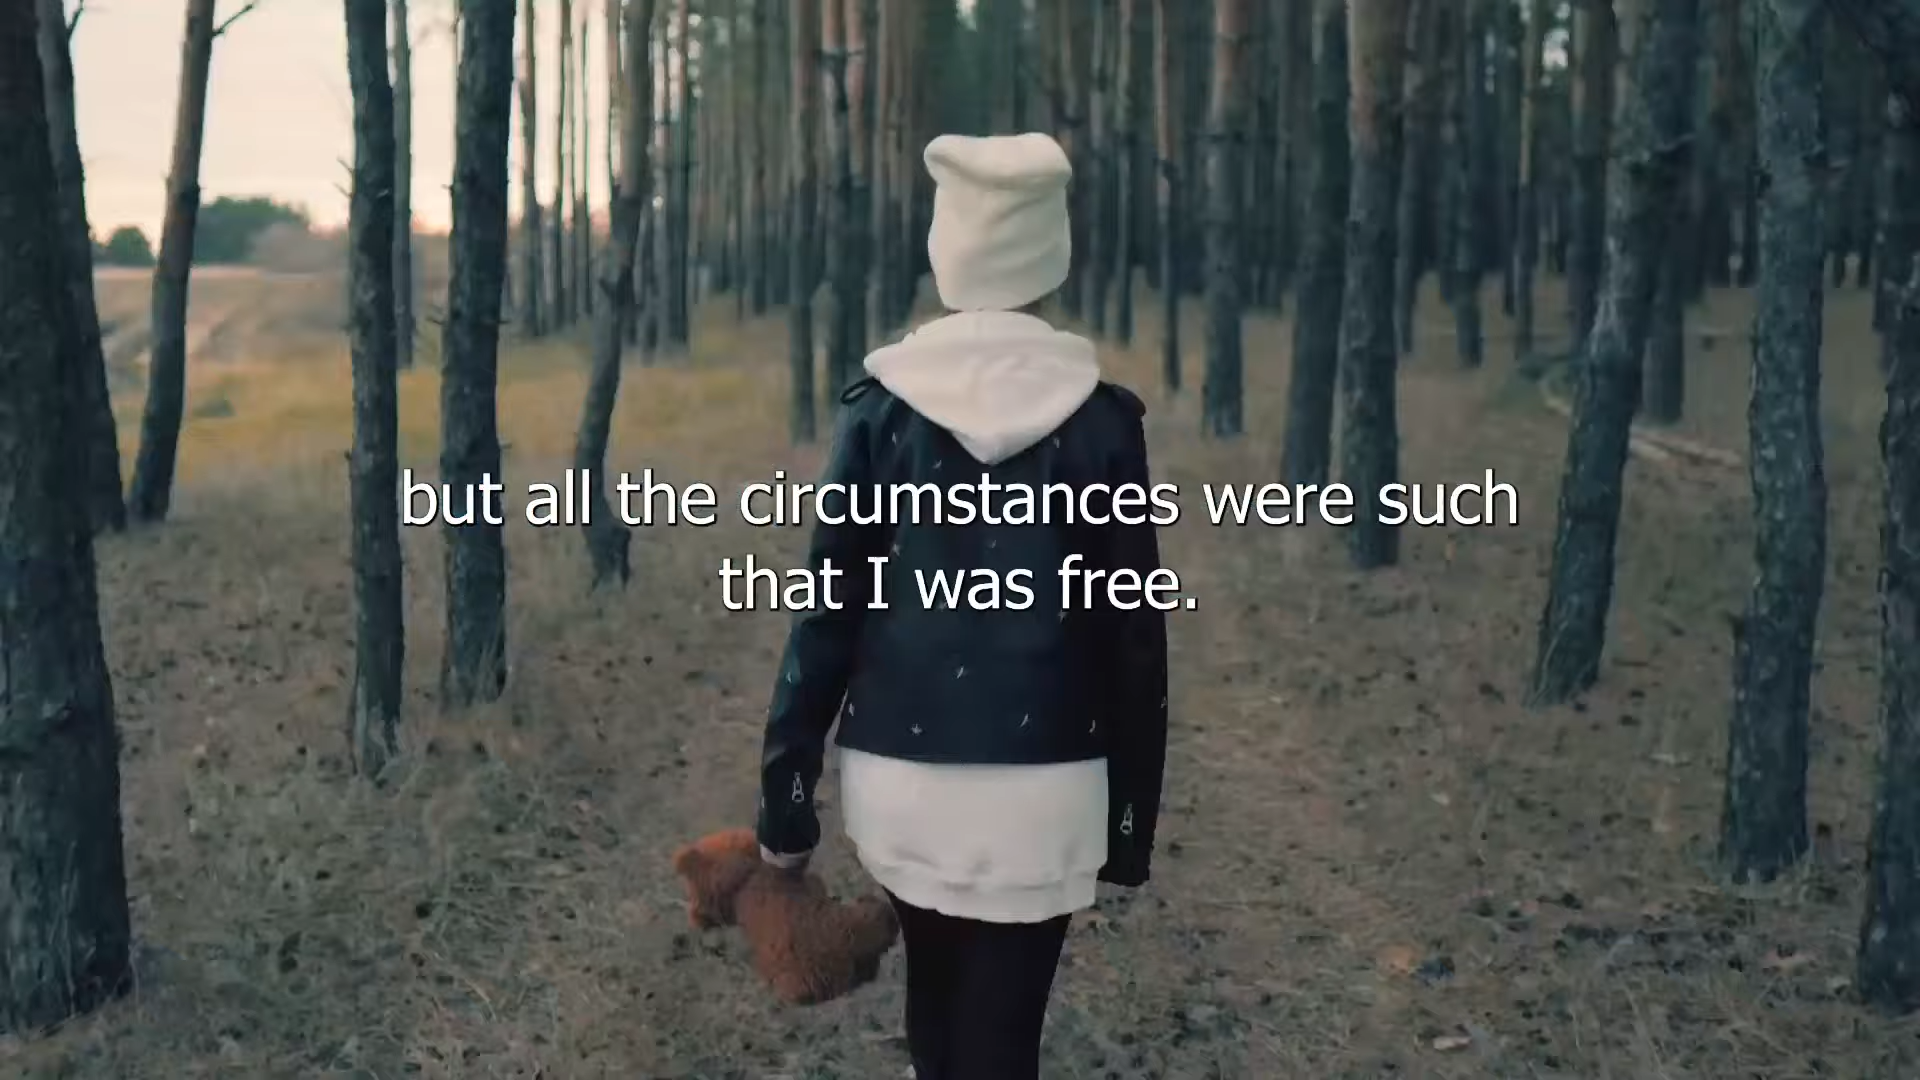 but all the circumstances were such
that I was free.